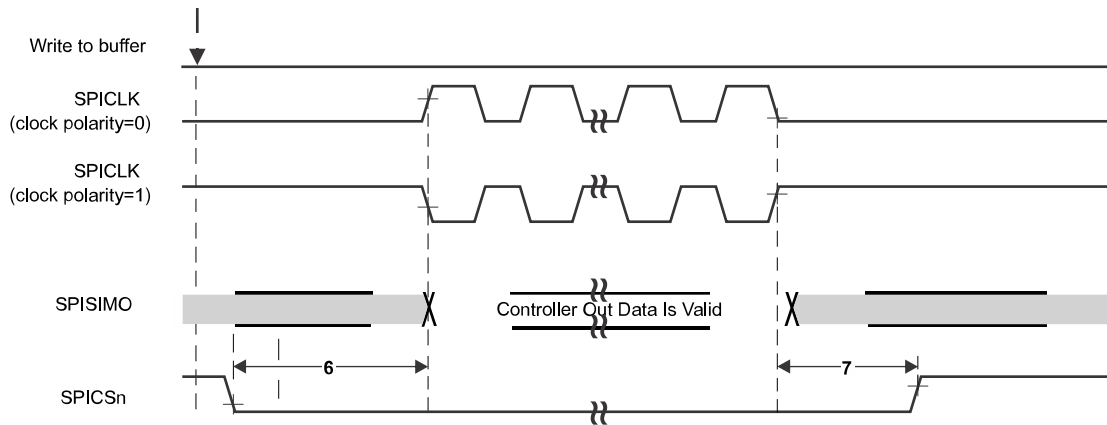 Write to buffer
SPICLK
(clock polarity=0)
SPICLK
(clock polarity=1)
SPISIMO
Controller Out Data Is Valid
6
7
SPICSn